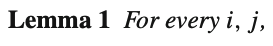 Lemma 1 For every i, j,